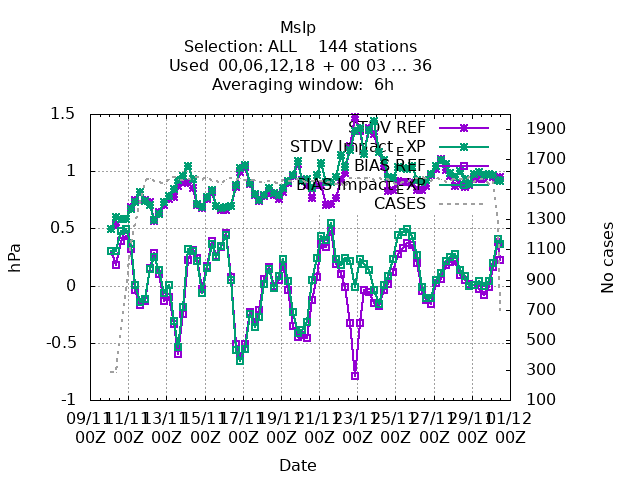 Mslp
Selection: ALL    144 stations
Used  00,06,12,18 + 00 03 ... 36
Averaging window:  6h
STDV REF
STDV Impact_EXP
BIAS REF
BIAS Impact_EXP
CASES
1.5
1
0.5
0
-0.5
-1
hPa
1900
1700
1500
1300
1100
900
700
500
300
100
No cases
09/11 11/11 13/11 15/11 17/11 19/11 21/11 23/11 25/11 27/11 29/11 01/12
00Z 00Z 00Z 00Z 00Z 00Z 00Z 00Z 00Z 00Z 00Z 00Z
Date